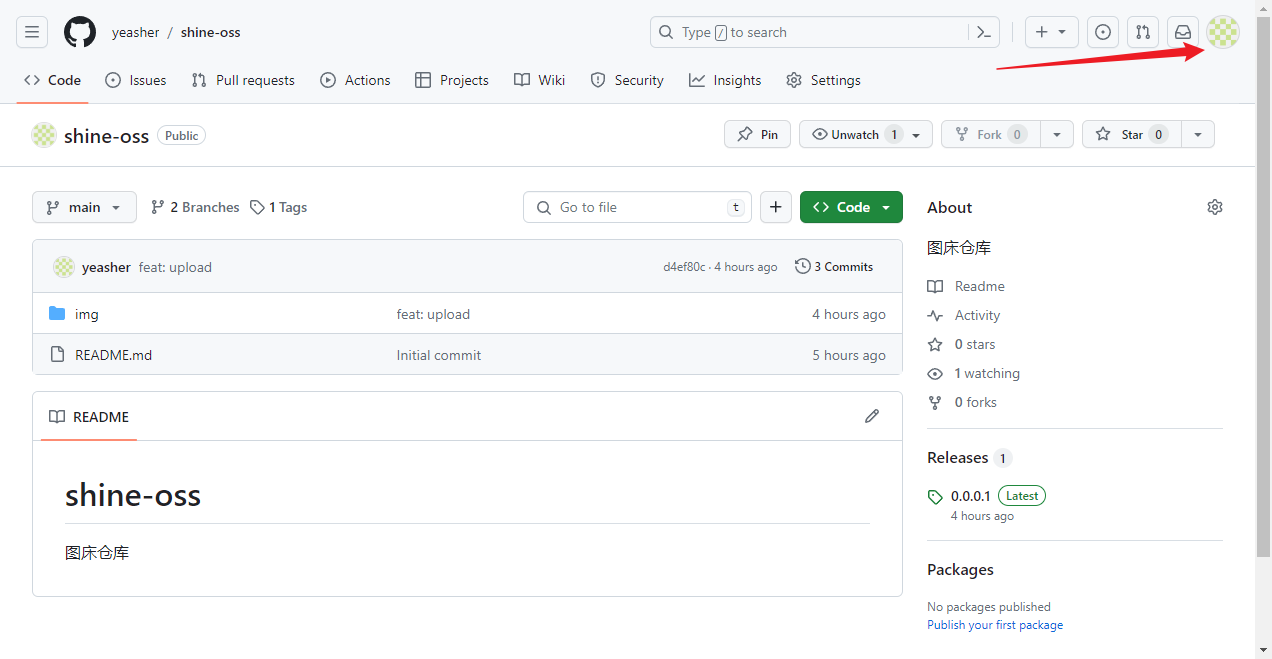 yeasher / shine-oss
Type / to search
Code Issues Pull requests Actions Projects Wiki Security Insights Settings
shine-oss Public
Pin Unwatch 1 Fork 0 Star 0
main 2 Branches 1 Tags
Go to file t
Code
yeasher feat: upload d4ef80c · 4 hours ago 3 Commits
img feat: upload 4 hours ago
README.md Initial commit 5 hours ago
README
shine-oss
图床仓库
About
图床仓库
Readme
Activity
0 stars
1 watching
0 forks
Releases 1
0.0.0.1 Latest
4 hours ago
Packages
No packages published
Publish your first package